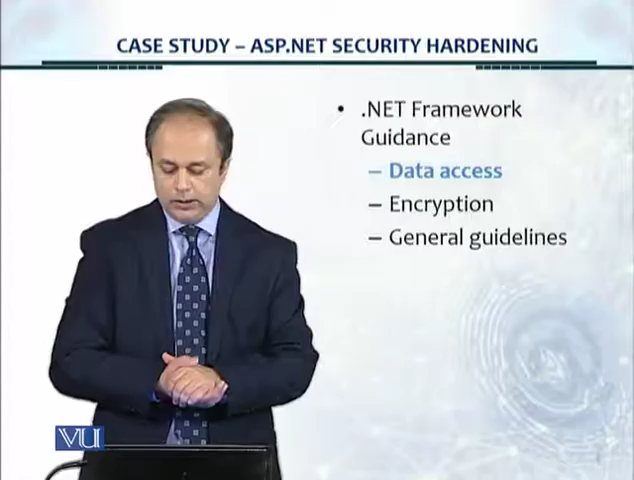 CASE STUDY – ASP.NET SECURITY HARDENING
• .NET Framework
Guidance
– Data access
– Encryption
– General guidelines
VU